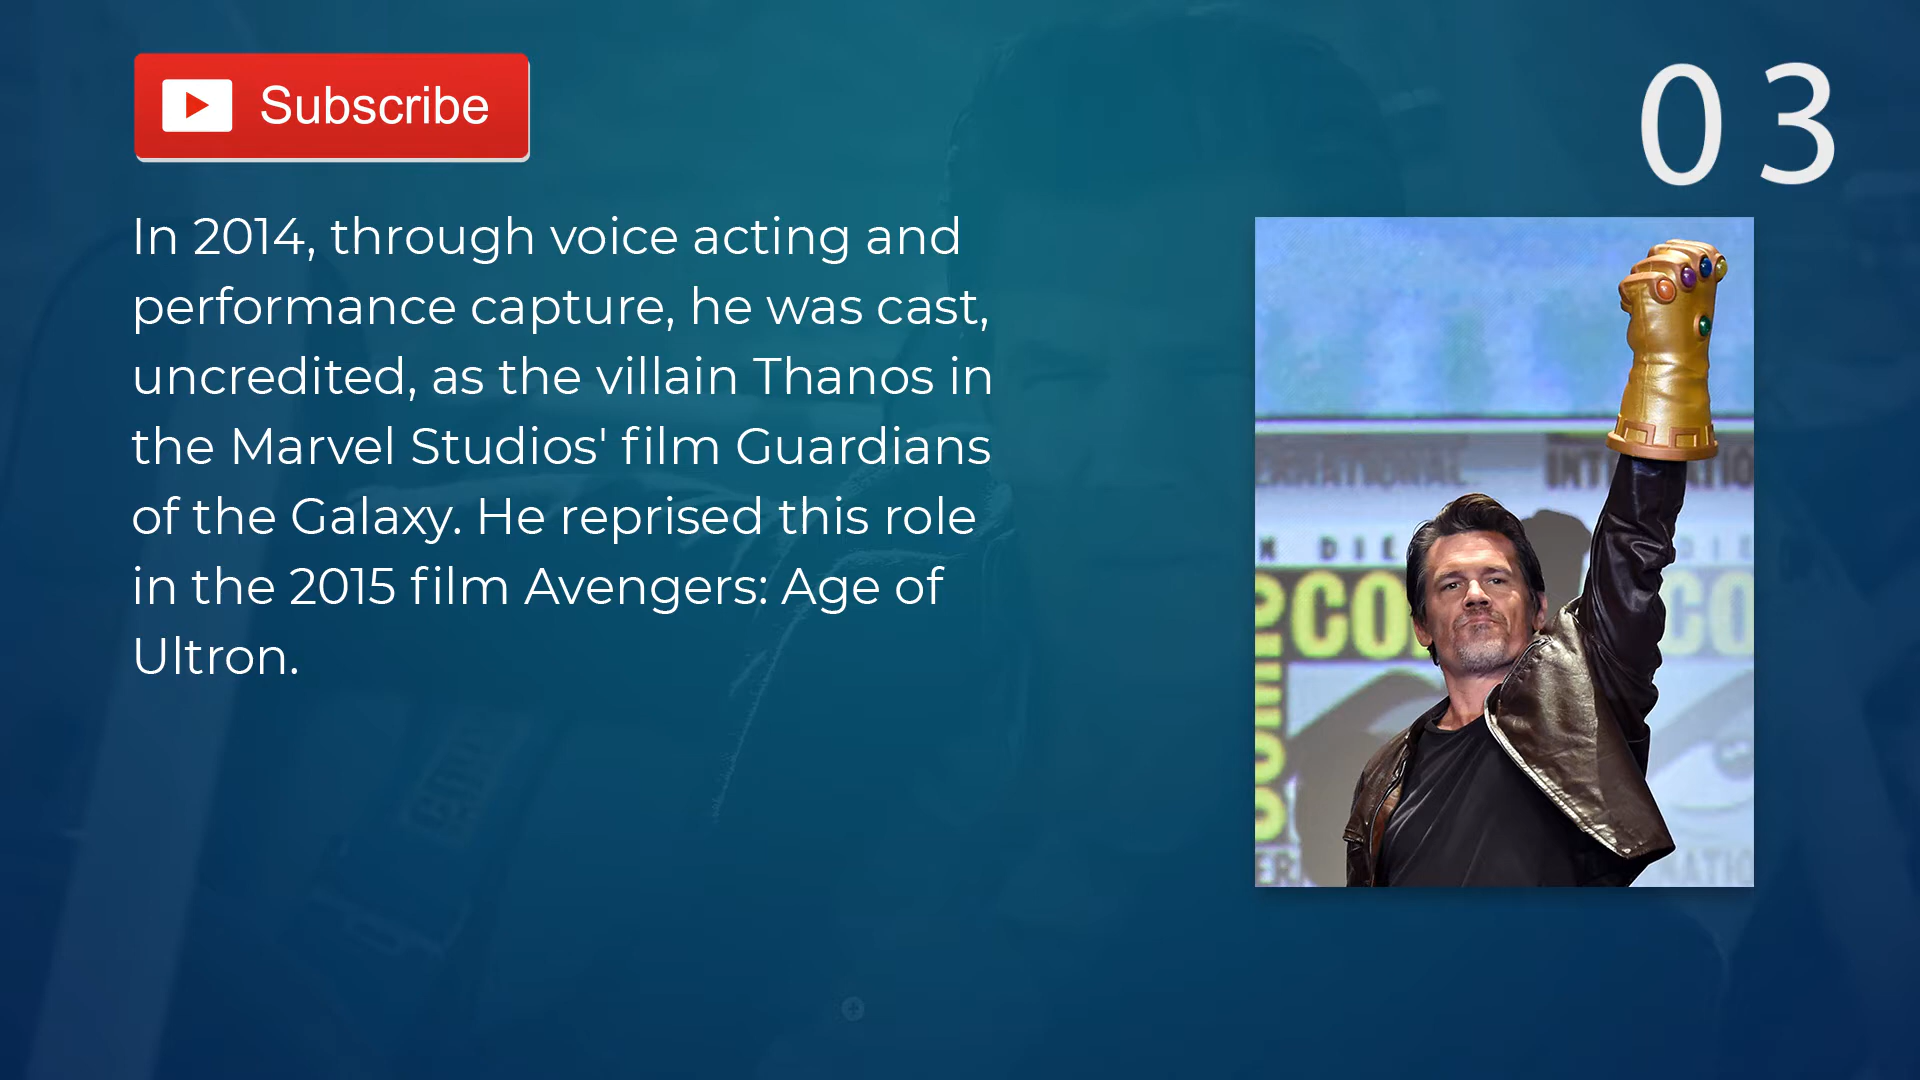 Subscribe
03
In 2014, through voice acting and
performance capture, he was cast,
uncredited, as the villain Thanos in
the Marvel Studios' film Guardians
of the Galaxy. He reprised this role
in the 2015 film Avengers: Age of
Ultron.